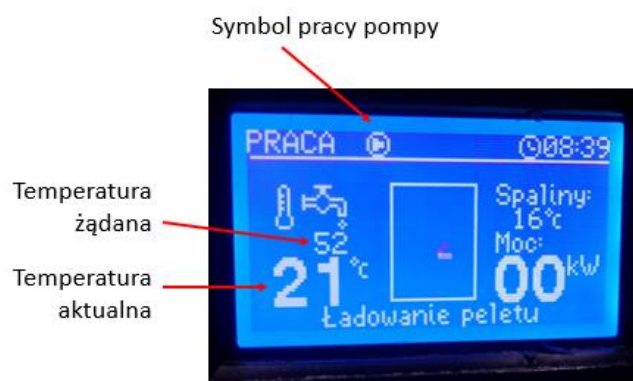 Symbol pracy pompy
PRACA 08:39
Temperatura
żądana
Temperatura
aktualna
52°
21°c
Spaliny:
16°c
Moc:
00kW
Ładowanie peletu